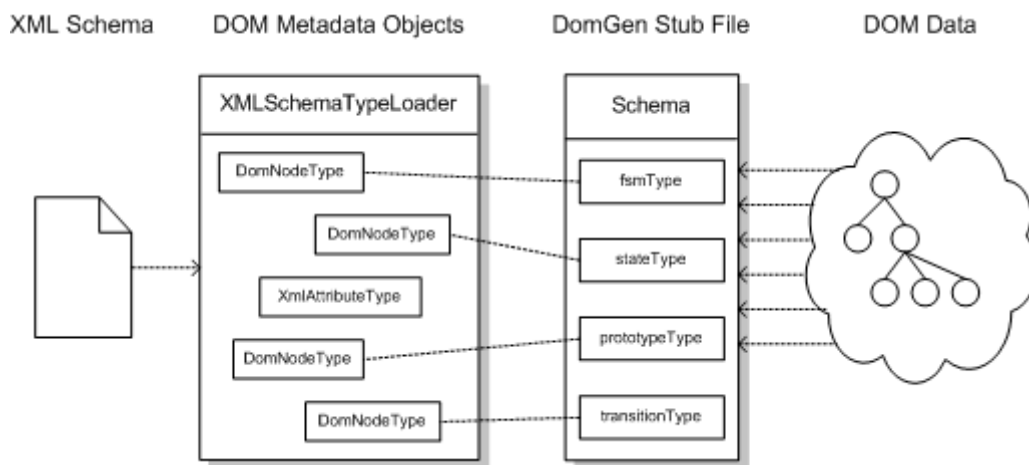 XML Schema
DOM Metadata Objects
DomGen Stub File
DOM Data
XMLSchemaTypeLoader
DomNodeType
DomNodeType
XmlAttributeType
DomNodeType
DomNodeType
Schema
fsmType
stateType
prototypeType
transitionType